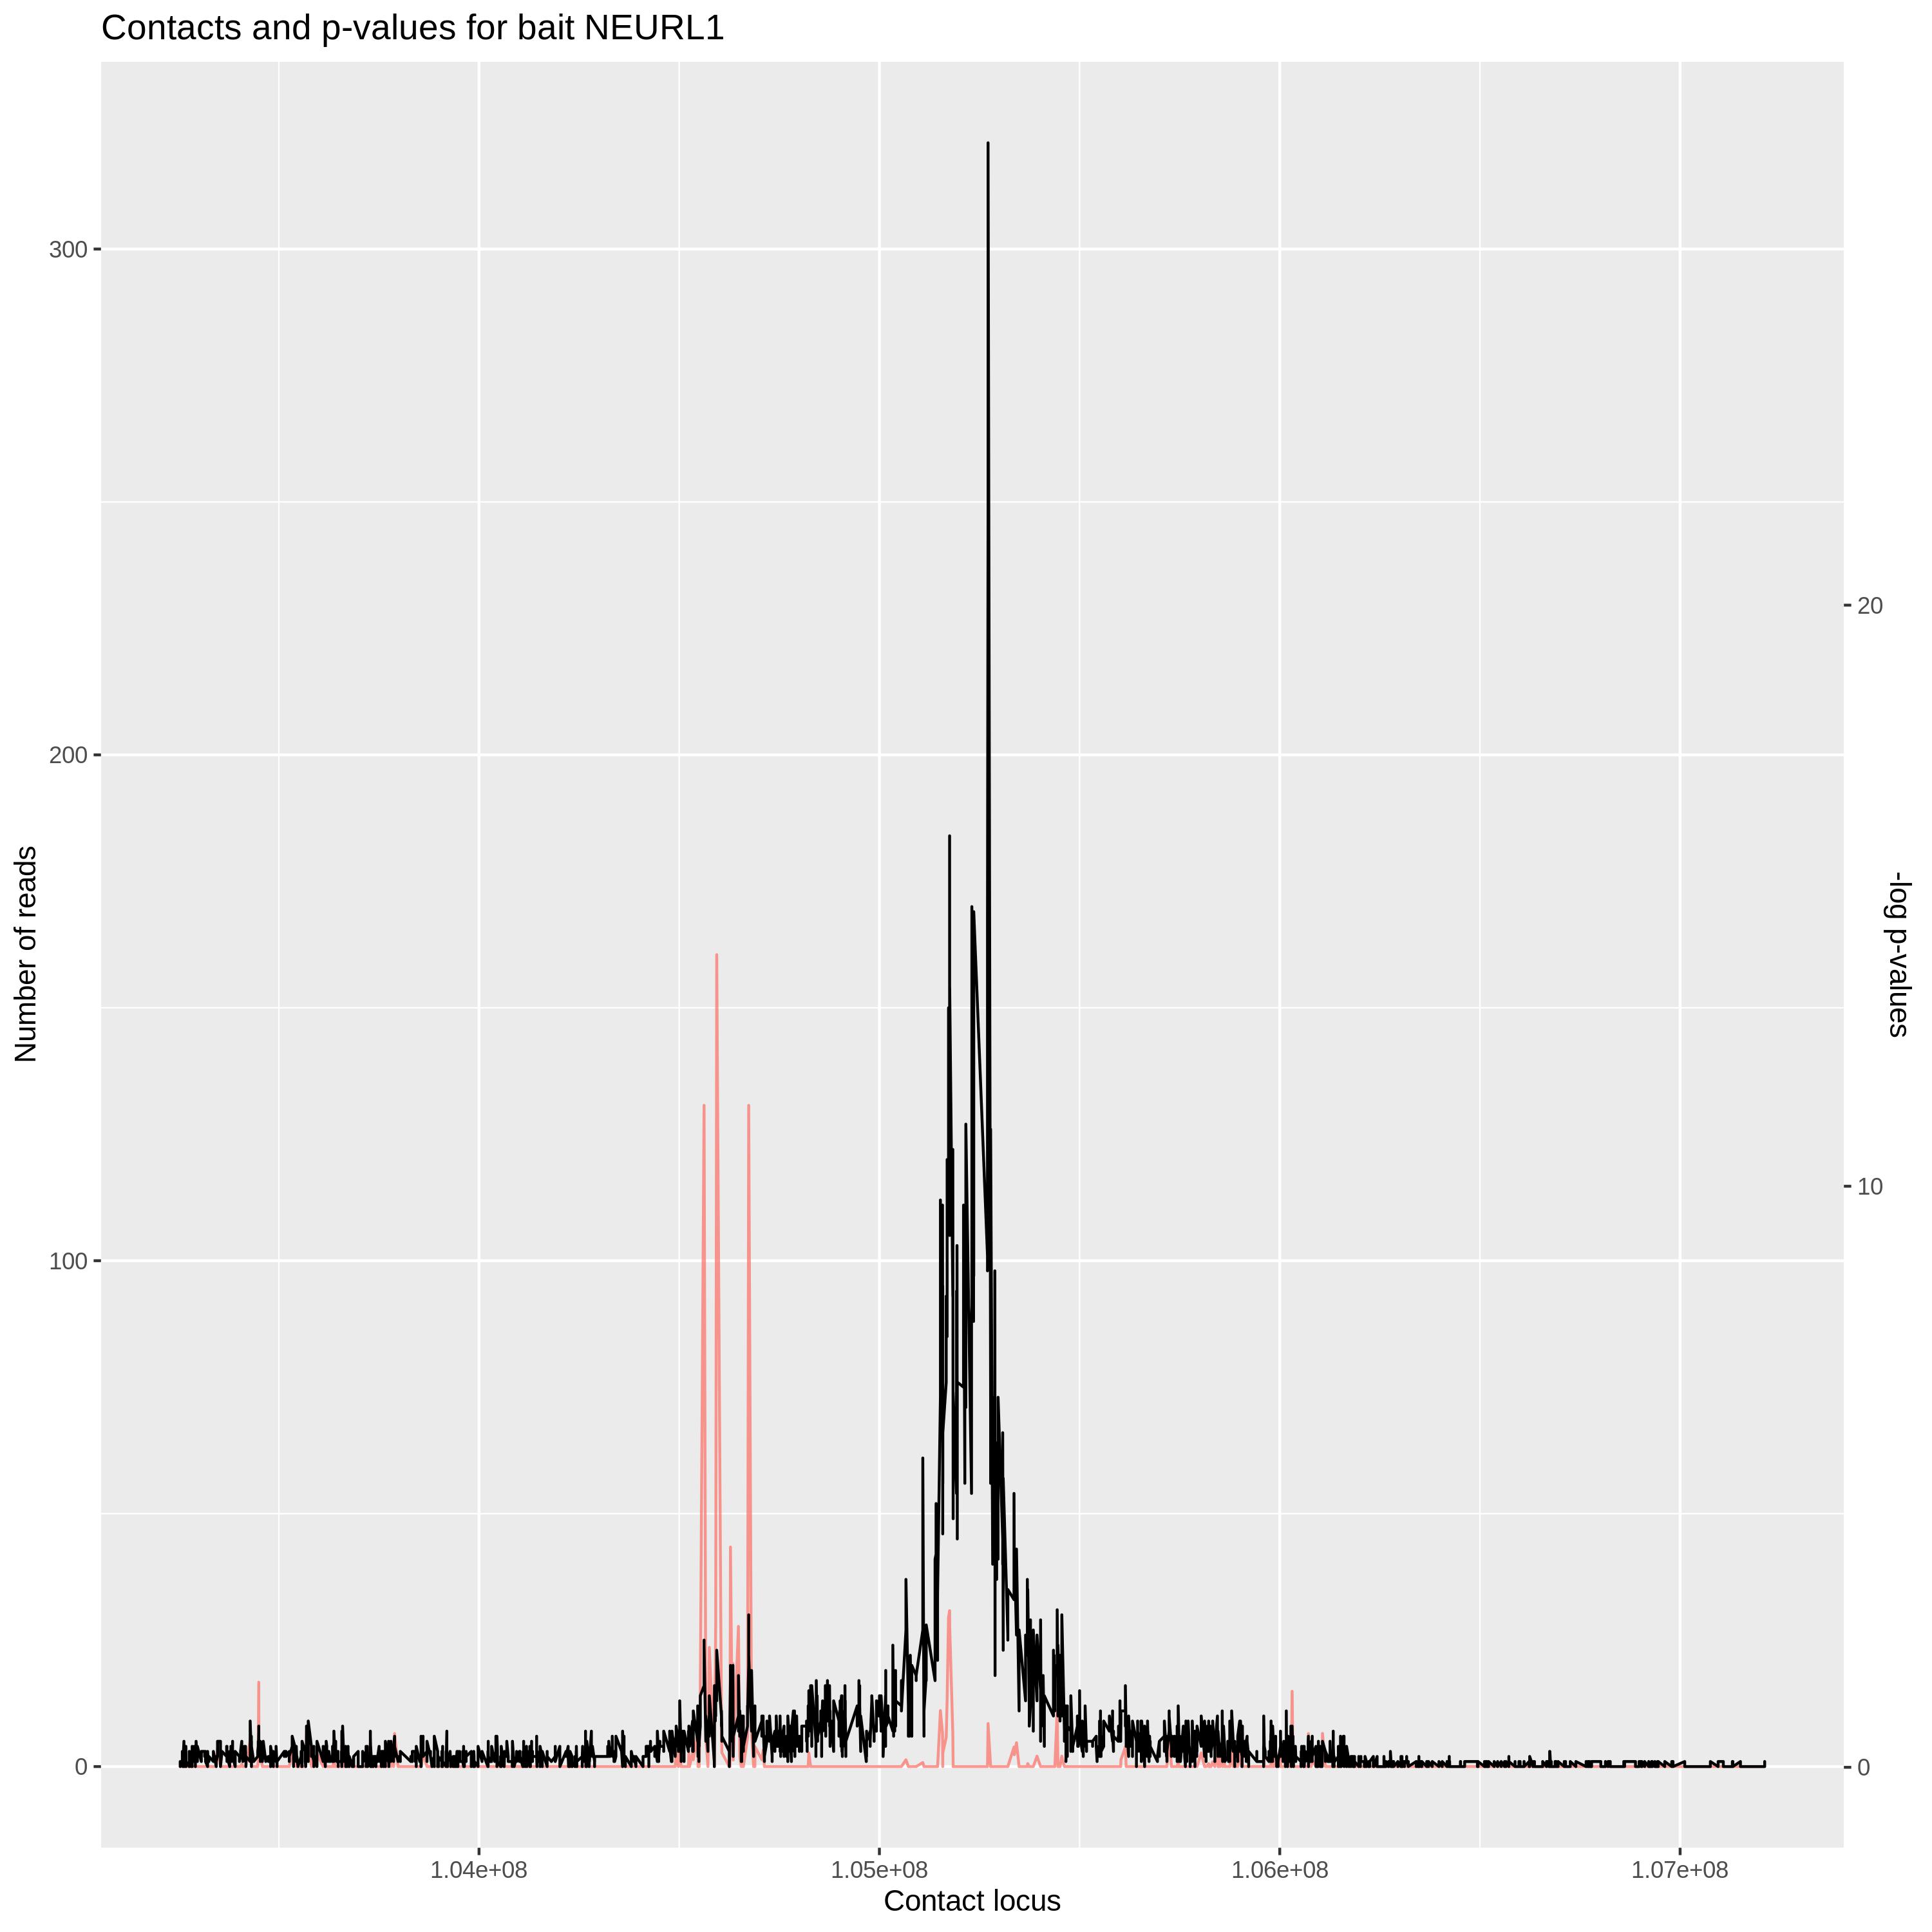 Contacts and p-values for bait NEURL1
300
200
100
0
20
10
0
Number of reads
-log p-values
1.04e+08 1.05e+08 1.06e+08 1.07e+08
Contact locus